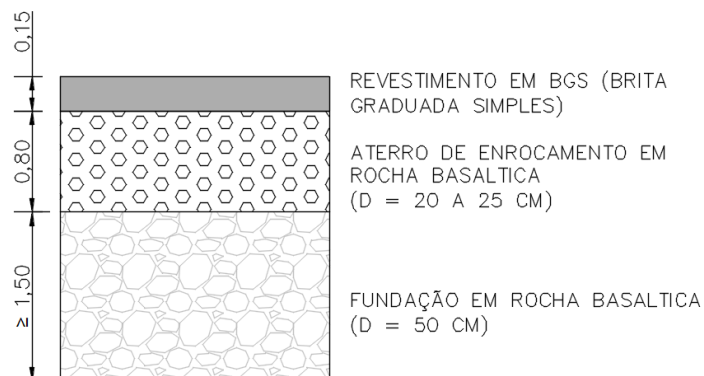 0,15
REVESTIMENTO EM BGS (BRITA
GRADUADA SIMPLES)
0,80
ATERRO DE ENROCAMENTO EM
ROCHA BASALTICA
(D = 20 A 25 CM)
≥ 1,50
FUNDAÇÃO EM ROCHA BASALTICA
(D = 50 CM)